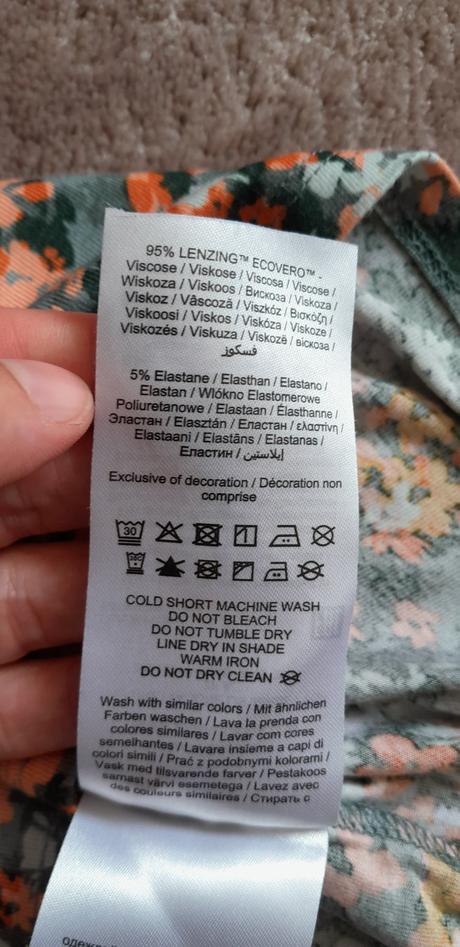 95% LENZING™ ECOVERO™ -
Viscose / Viskose / Viscosa / Viscose /
Wiskoza / Viskoos / Вискоза / Viskoza /
Viskoz / Vâscoză / Viszkóz / Βισκόζη /
Viskoosi / Viskos / Viskóza / Viskoze /
Viskozés / Viskuza / Viskozë / віскоза /
فسكوز
5% Elastane / Elasthan / Elastano /
Elastan / Wlókno Elastomerowe
Poliuretanowe / Elastaan / Élasthanne /
Эластан / Elasztán / Еластан / ελαστίνη /
Elastaani / Elastāns / Elastanas /
Еластин / إيلاستين
Exclusive of decoration / Décoration non
comprise
30
COLD SHORT MACHINE WASH
DO NOT BLEACH
DO NOT TUMBLE DRY
LINE DRY IN SHADE
WARM IRON
DO NOT DRY CLEAN
Wash with similar colors / Mit ähnlichen
Farben waschen / Lava la prenda con
colores similares / Lavar com cores
semelhantes / Lavare insieme a capi di
colori simili / Prać z podobnymi kolorami /
Vask med tilsvarende farver / Pestakoos
samast värvi esemetega / Lavez avec
des couleurs similaires / Стирать с